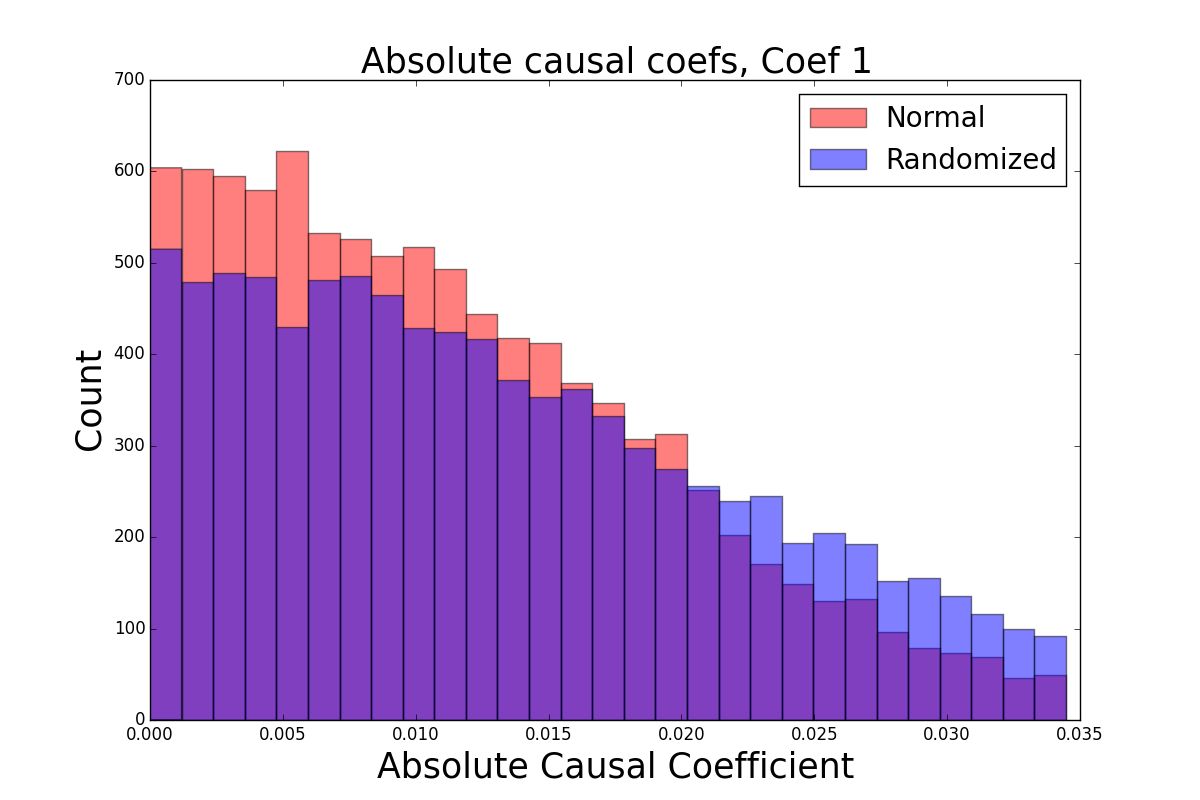 Absolute causal coefs, Coef 1
Normal
Randomized
700
600
500
400
300
200
100
0
Count
0.000 0.005 0.010 0.015 0.020 0.025 0.030 0.035
Absolute Causal Coefficient